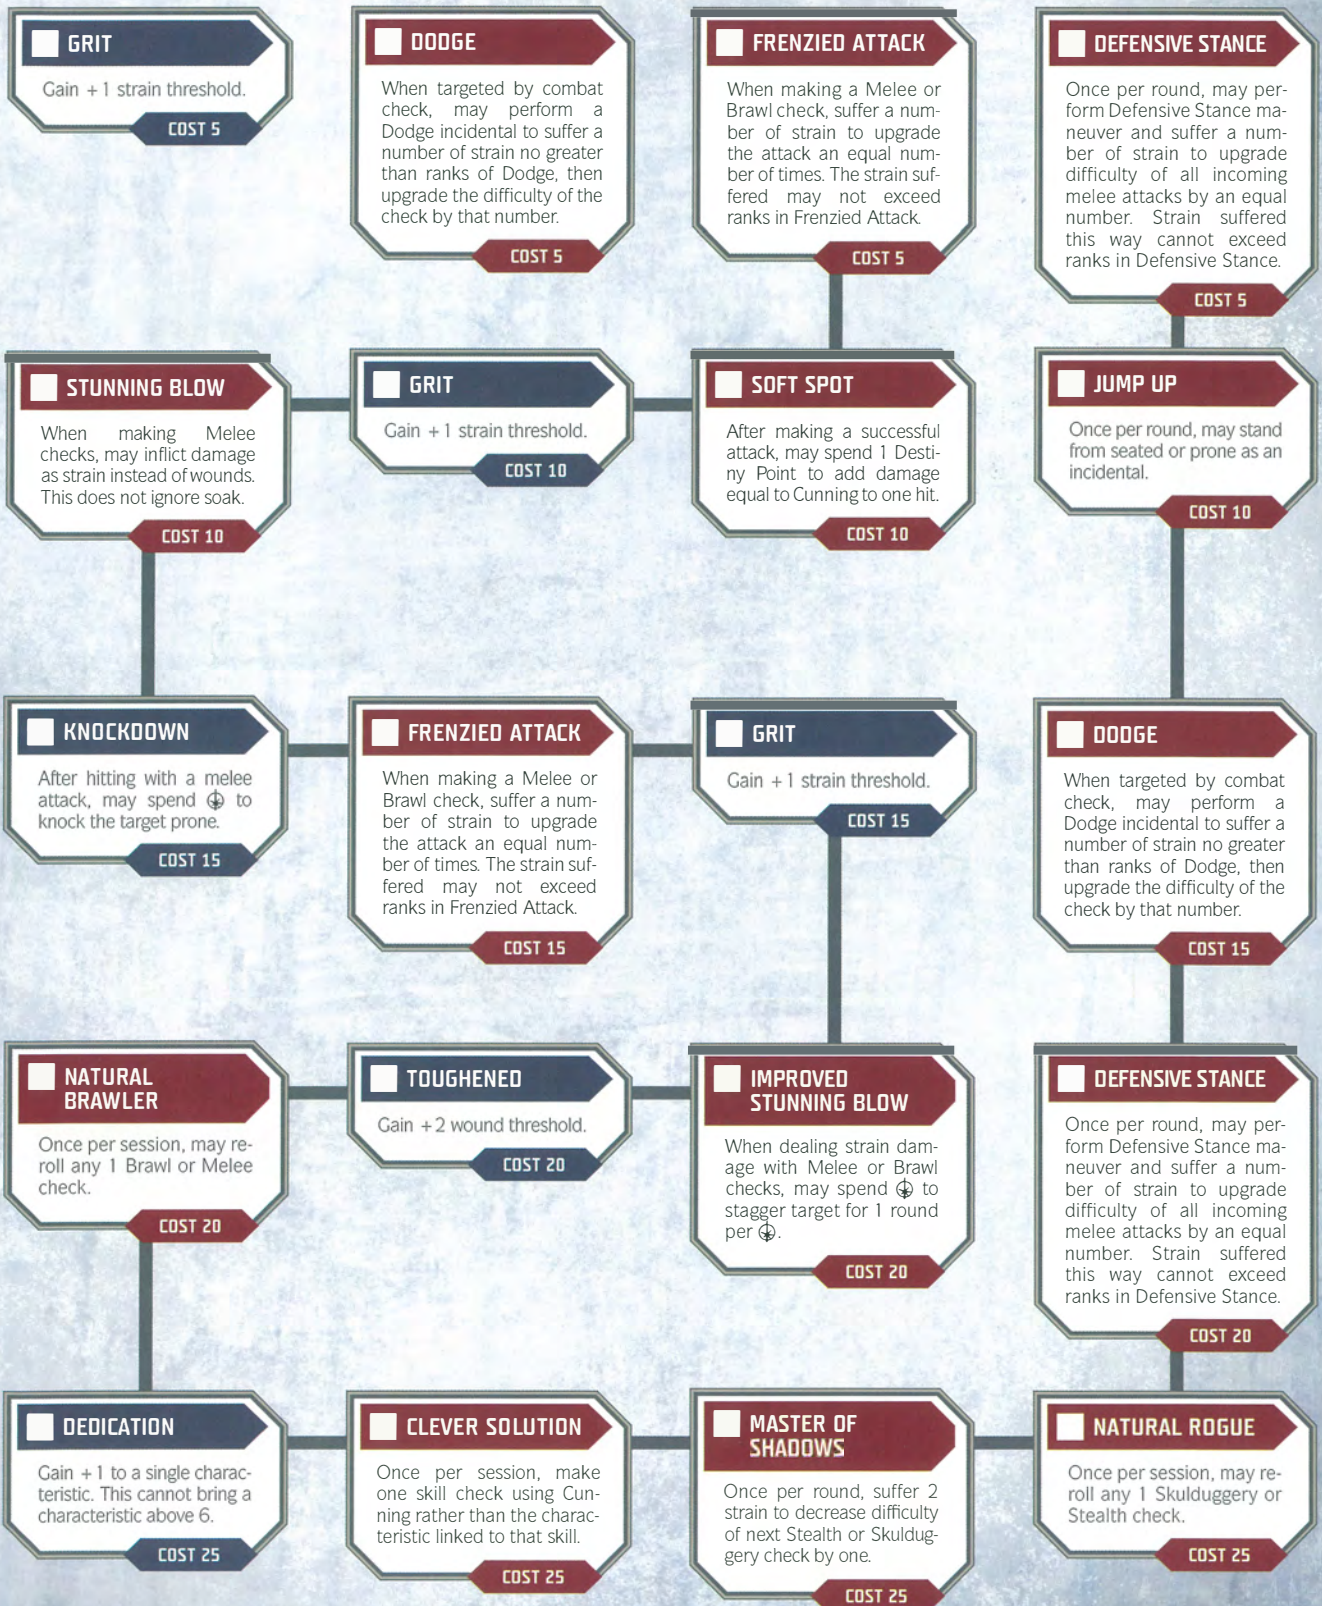 GRIT
Gain +1 strain threshold.
COST 5
DODGE
When targeted by combat
check, may perform a
Dodge incidental to suffer a
number of strain no greater
than ranks of Dodge, then
upgrade the difficulty of the
check by that number.
COST 5
FRENZIED ATTACK
When making a Melee or
Brawl check, suffer a num-
ber of strain to upgrade
the attack an equal num-
ber of times. The strain suf-
fered may not exceed
ranks in Frenzied Attack.
COST 5
DEFENSIVE STANCE
Once per round, may per-
form Defensive Stance ma-
neuver and suffer a num-
ber of strain to upgrade
difficulty of all incoming
melee attacks by an equal
number. Strain suffered
this way cannot exceed
ranks in Defensive Stance.
COST 5
STUNNING BLOW
When making Melee
checks, may inflict damage
as strain instead of wounds.
This does not ignore soak.
COST 10
GRIT
Gain +1 strain threshold.
COST 10
SOFT SPOT
After making a successful
attack, may spend 1 Desti-
ny Point to add damage
equal to Cunning to one hit.
COST 10
JUMP UP
Once per round, may stand
from seated or prone as an
incidental.
COST 10
KNOCKDOWN
After hitting with a melee
attack, may spend to
knock the target prone.
COST 15
FRENZIED ATTACK
When making a Melee or
Brawl check, suffer a num-
ber of strain to upgrade
the attack an equal num-
ber of times. The strain suf-
fered may not exceed
ranks in Frenzied Attack.
COST 15
GRIT
Gain +1 strain threshold.
COST 15
DODGE
When targeted by combat
check, may perform a
Dodge incidental to suffer a
number of strain no greater
than ranks of Dodge, then
upgrade the difficulty of the
check by that number.
COST 15
NATURAL
BRAWLER
Once per session, may re-
roll any 1 Brawl or Melee
check.
COST 20
TOUGHENED
Gain +2 wound threshold.
COST 20
IMPROVED
STUNNING BLOW
When dealing strain dam-
age with Melee or Brawl
checks, may spend to
stagger target for 1 round
per .
COST 20
DEFENSIVE STANCE
Once per round, may per-
form Defensive Stance ma-
neuver and suffer a num-
ber of strain to upgrade
difficulty of all incoming
melee attacks by an equal
number. Strain suffered
this way cannot exceed
ranks in Defensive Stance.
COST 20
DEDICATION
Gain +1 to a single charac-
teristic. This cannot bring a
characteristic above 6.
COST 25
CLEVER SOLUTION
Once per session, make
one skill check using Cun-
ning rather than the charac-
teristic linked to that skill.
COST 25
MASTER OF
SHADOWS
Once per round, suffer 2
strain to decrease difficulty
of next Stealth or Skuldug-
gery check by one.
COST 25
NATURAL ROGUE
Once per session, may re-
roll any 1 Skulduggery or
Stealth check.
COST 25